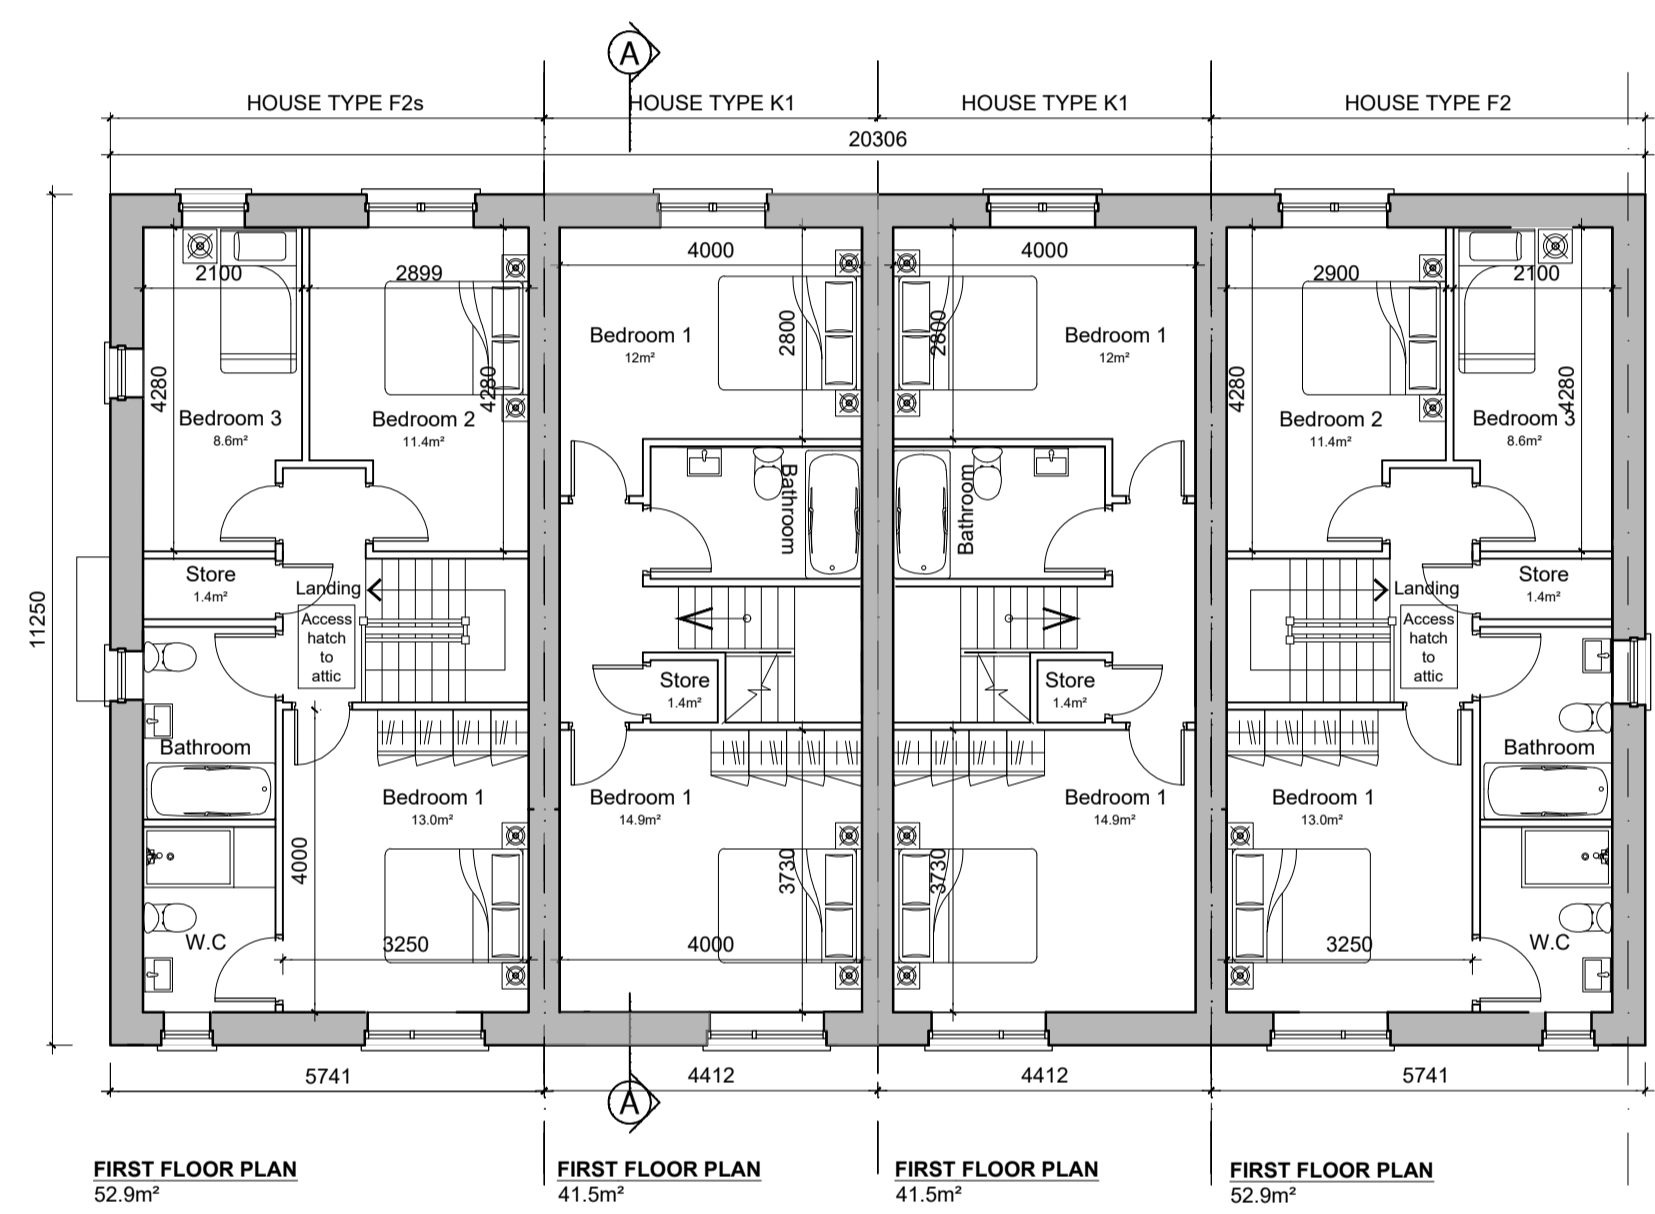 A
HOUSE TYPE F2s
HOUSE TYPE K1
HOUSE TYPE K1
HOUSE TYPE F2
20306
11250
2100
2899
4000
4000
2900
2100
4280
4280
2800
2800
4280
4280
Bedroom 3
8.6m²
Bedroom 2
11.4m²
Bedroom 1
12m²
Bedroom 1
12m²
Bedroom 2
11.4m²
Bedroom 3
8.6m²
Bathroom
Bathroom
Store
1.4m²
Landing
Access
hatch
to
attic
Store
1.4m²
Store
1.4m²
Landing
Access
hatch
to
attic
Store
1.4m²
Bathroom
Bathroom
Bedroom 1
13.0m²
Bedroom 1
14.9m²
Bedroom 1
14.9m²
Bedroom 1
13.0m²
4000
3730
3730
W.C
3250
4000
3250
W.C
5741
4412
4412
5741
A
FIRST FLOOR PLAN
52.9m²
FIRST FLOOR PLAN
41.5m²
FIRST FLOOR PLAN
41.5m²
FIRST FLOOR PLAN
52.9m²